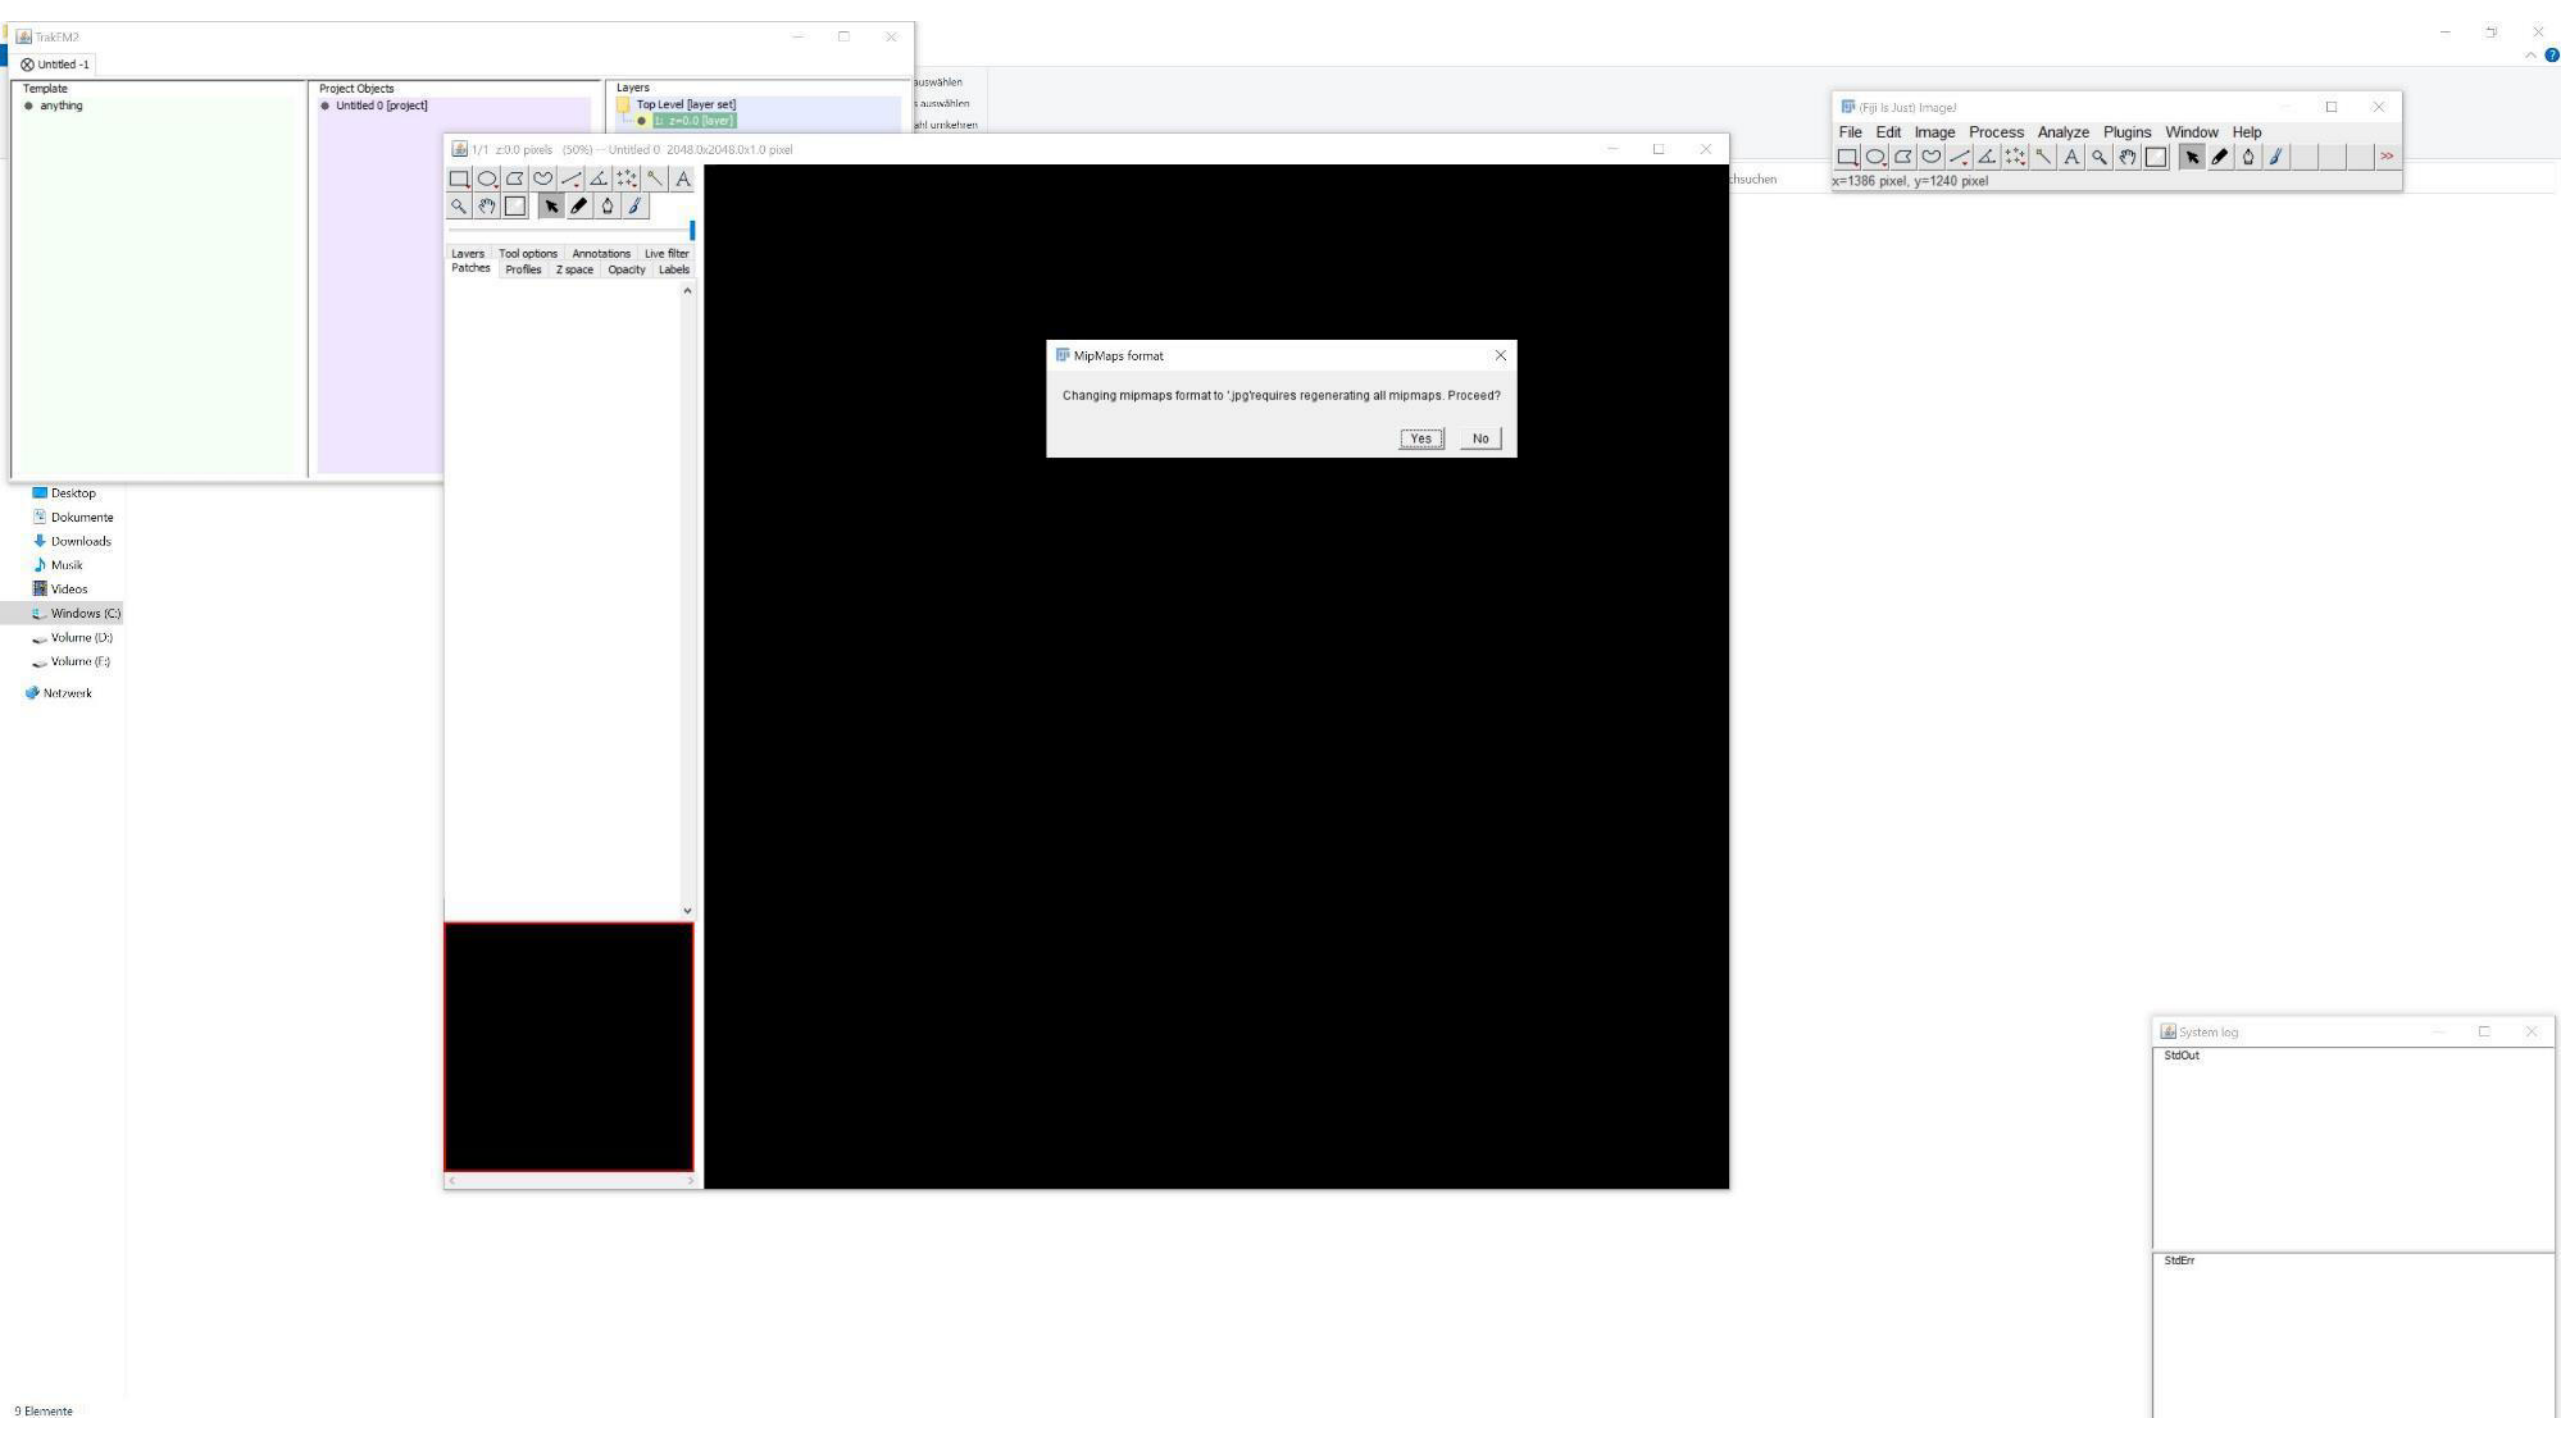 TrakEM2
Untitled -1
Template
anything
Project Objects
Untitled 0 [project]
Layers
Top Level [layer set]
1: z=0.0 [layer]
auswählen
s auswählen
ahl umkehren
chsuchen
(Fiji Is Just) ImageJ
File Edit Image Process Analyze Plugins Window Help
x=1386 pixel, y=1240 pixel
1/1 z:0.0 pixels (50%) -- Untitled 0 2048.0x2048.0x1.0 pixel
Layers Tool options Annotations Live filter
Patches Profiles Z space Opacity Labels
MipMaps format
Changing mipmaps format to '.jpg'requires regenerating all mipmaps. Proceed?
Yes No
Desktop
Dokumente
Downloads
Musik
Videos
Windows (C:)
Volume (D:)
Volume (E:)
Netzwerk
System log
StdOut
StdErr
9 Elemente